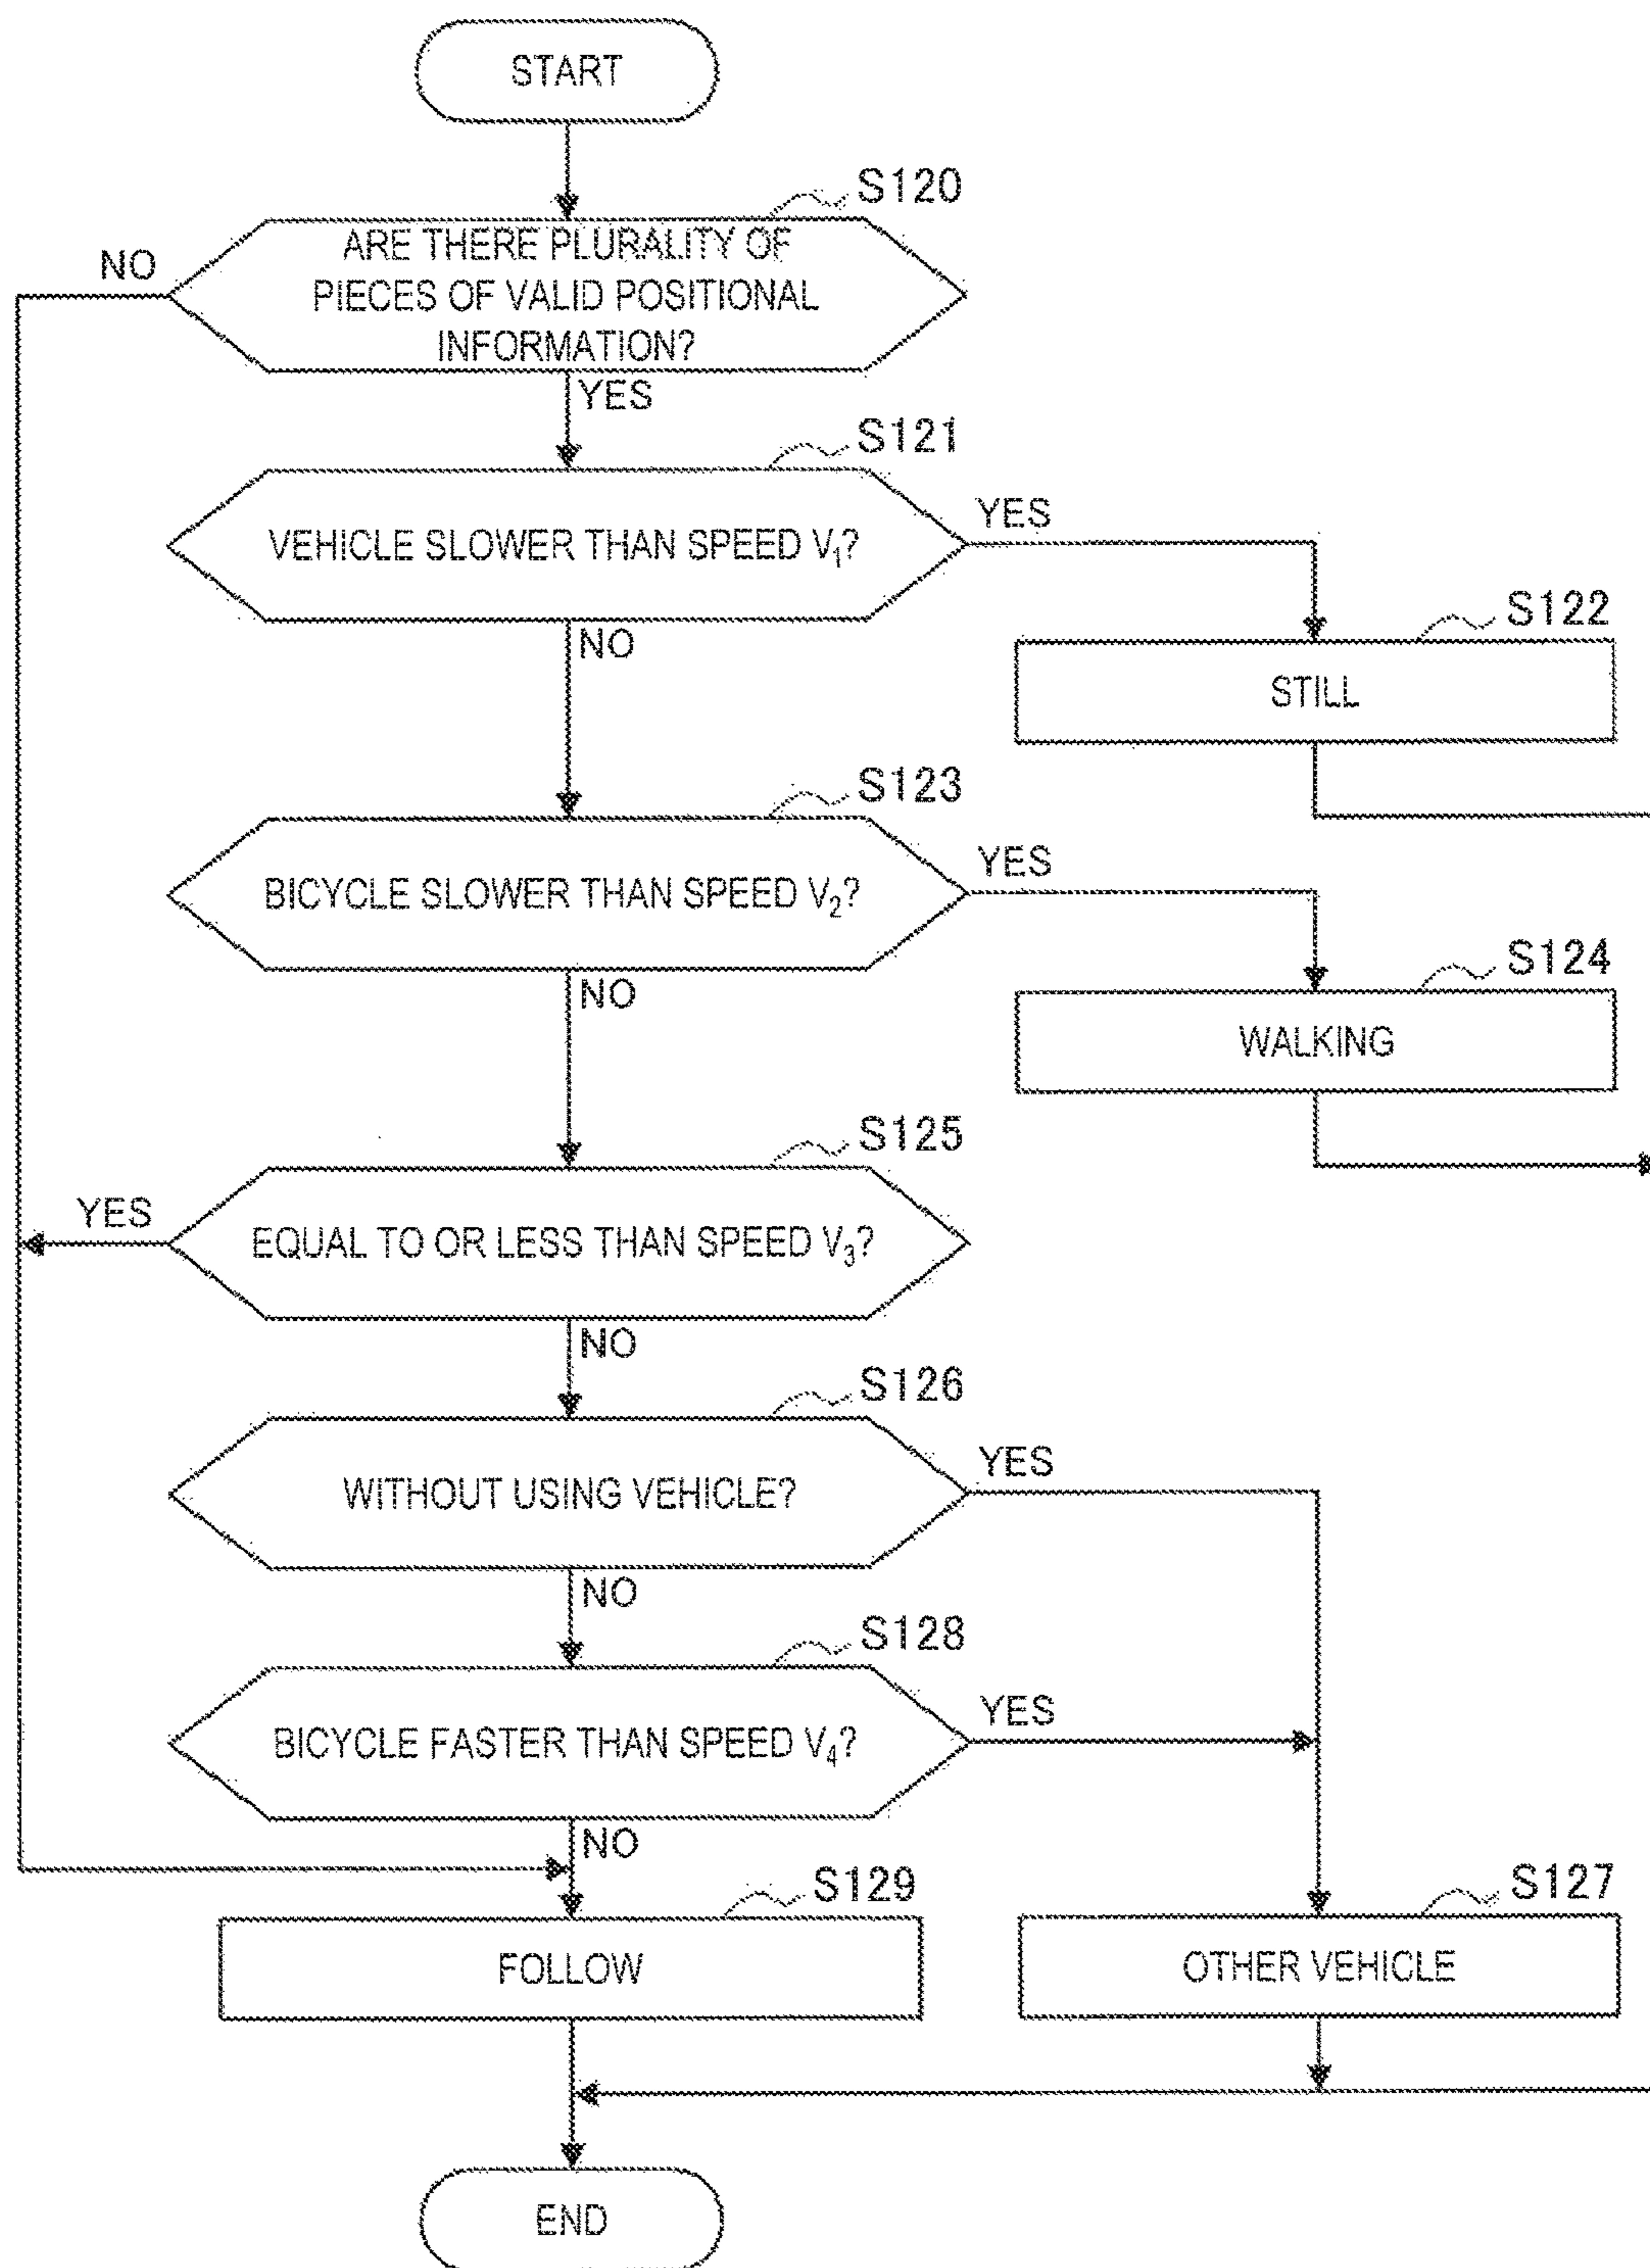 START
S120
NO
ARE THERE PLURALITY OF
PIECES OF VALID POSITIONAL
INFORMATION?
YES
S121
VEHICLE SLOWER THAN SPEED V₁?
YES
NO
S122
STILL
S123
BICYCLE SLOWER THAN SPEED V₂?
YES
NO
S124
WALKING
S125
YES
EQUAL TO OR LESS THAN SPEED V₃?
NO
S126
WITHOUT USING VEHICLE?
YES
NO
S128
BICYCLE FASTER THAN SPEED V₄?
YES
NO
S129
FOLLOW
S127
OTHER VEHICLE
END